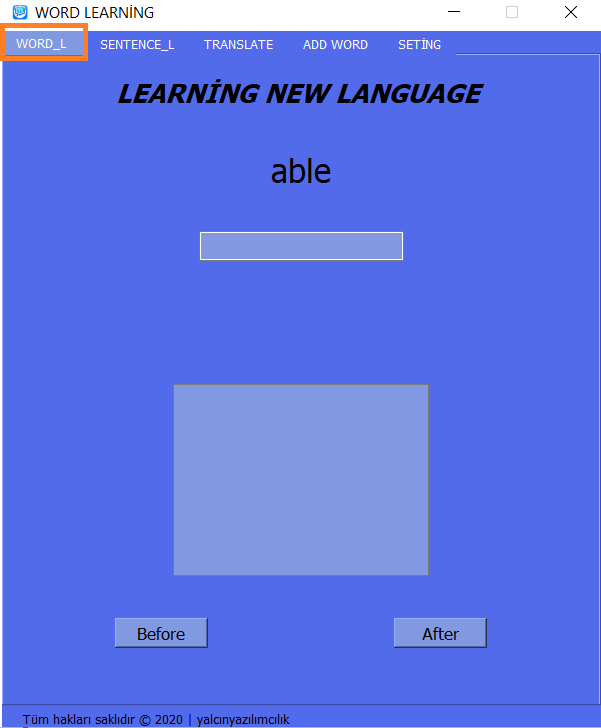 WORD LEARNİNG
WORD_L SENTENCE_L TRANSLATE ADD WORD SETİNG
LEARNİNG NEW LANGUAGE
able
Before After
Tüm hakları saklıdır © 2020 | yalcınyazılımcılık